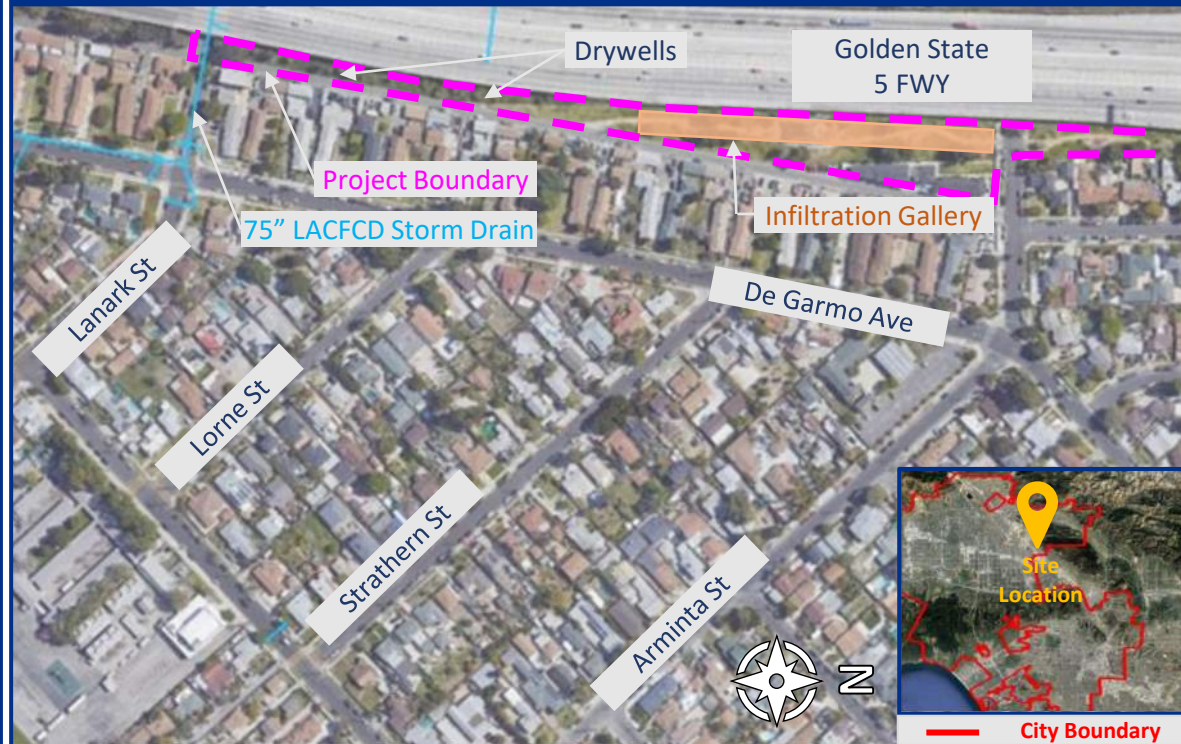 Drywells
Golden State
5 FWY
Project Boundary
75” LACFCD Storm Drain
Infiltration Gallery
Lanark St
De Garmo Ave
Lorne St
Strathern St
Arminta St
N
Site
Location
City Boundary